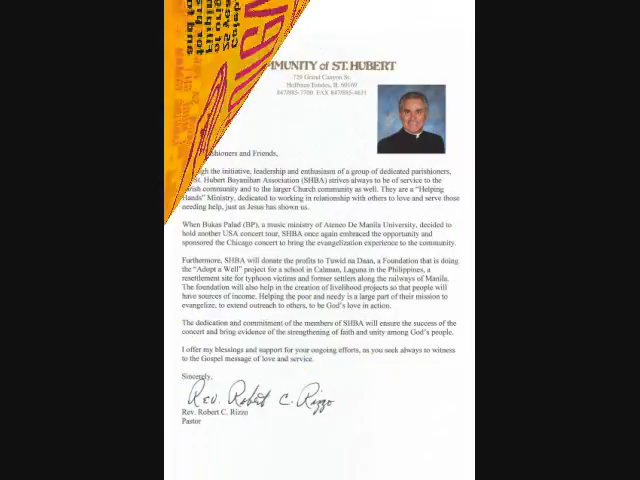 MMUNITY of ST. HUBERT
729 Grand Canyon St.
Hoffman Estates, IL 60169
847/885-7700 FAX 847/885-4631
ishioners and Friends,
gh the initiative, leadership and enthusiasm of a group of dedicated parishioners,
St. Hubert Bayanihan Association (SHBA) strives always to be of service to the
rish community and to the larger Church community as well. They are a "Helping
Hands" Ministry, dedicated to working in relationship with others to love and serve those
needing help, just as Jesus has shown us.
When Bukas Palad (BP), a music ministry of Ateneo De Manila University, decided to
hold another USA concert tour, SHBA once again embraced the opportunity and
sponsored the Chicago concert to bring the evangelization experience to the community.
Furthermore, SHBA will donate the profits to Tuwid na Daan, a Foundation that is doing
the "Adopt a Well" project for a school in Calauan, Laguna in the Philippines, a
resettlement site for typhoon victims and former settlers along the railways of Manila.
The foundation will also help in the creation of livelihood projects so that people will
have sources of income. Helping the poor and needy is a large part of their mission to
evangelize, to extend outreach to others, to be God's love in action.
The dedication and commitment of the members of SHBA will ensure the success of the
concert and bring evidence of the strengthening of faith and unity among God's people.
I offer my blessings and support for your ongoing efforts, as you seek always to witness
to the Gospel message of love and service.
Sincerely,
Rev. Robert C. Rizzo
Rev. Robert C. Rizzo
Pastor